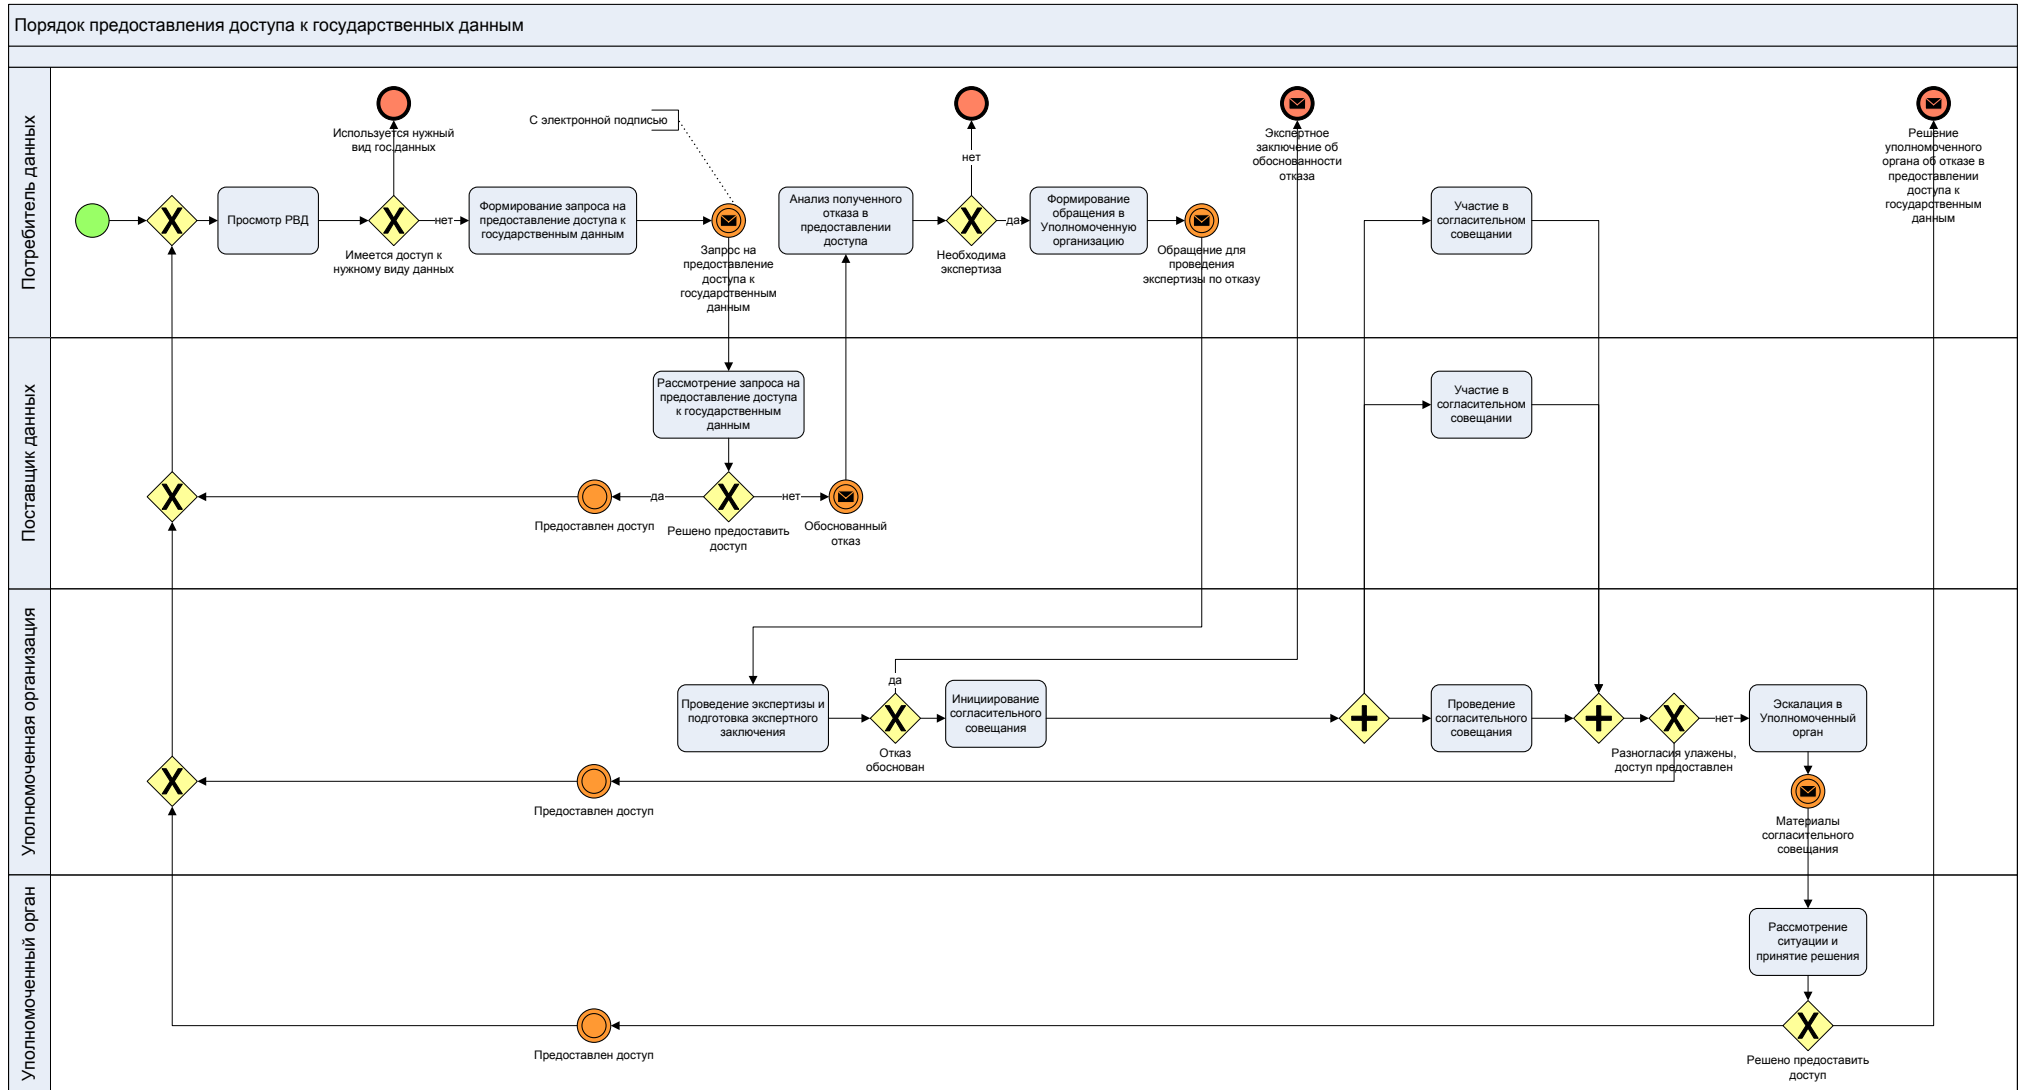 Порядок предоставления доступа к государственных данным
Потребитель данных
Используется нужный
вид гос.данных
С электронной подписью
Экспертное
заключение об
обоснованности
отказа
Решение
уполномоченного
органа об отказе в
предоставлении
доступа к
государственным
данным
Просмотр РВД
Имеется доступ к
нужному виду данных
нет
Формирование запроса на
предоставление доступа к
государственным данным
Запрос на
предоставление
доступа к
государственным
данным
Анализ полученного
отказа в
предоставлении
доступа
нет
Необходима
экспертиза
да
Формирование
обращения в
Уполномоченную
организацию
Обращение для
проведения
экспертизы по отказу
Участие в
согласительном
совещании
Поставщик данных
Рассмотрение запроса на
предоставление доступа
к государственным
данным
Участие в
согласительном
совещании
Предоставлен доступ
да
Решено предоставить
доступ
нет
Обоснованный
отказ
Уполномоченная организация
Проведение экспертизы и
подготовка экспертного
заключения
да
Отказ
обоснован
Инициирование
согласительного
совещания
Проведение
согласительного
совещания
Разногласия улажены,
доступ предоставлен
нет
Эскалация в
Уполномоченный
орган
Предоставлен доступ
Материалы
согласительного
совещания
Уполномоченный орган
Рассмотрение
ситуации и
принятие решения
Предоставлен доступ
Решено предоставить
доступ